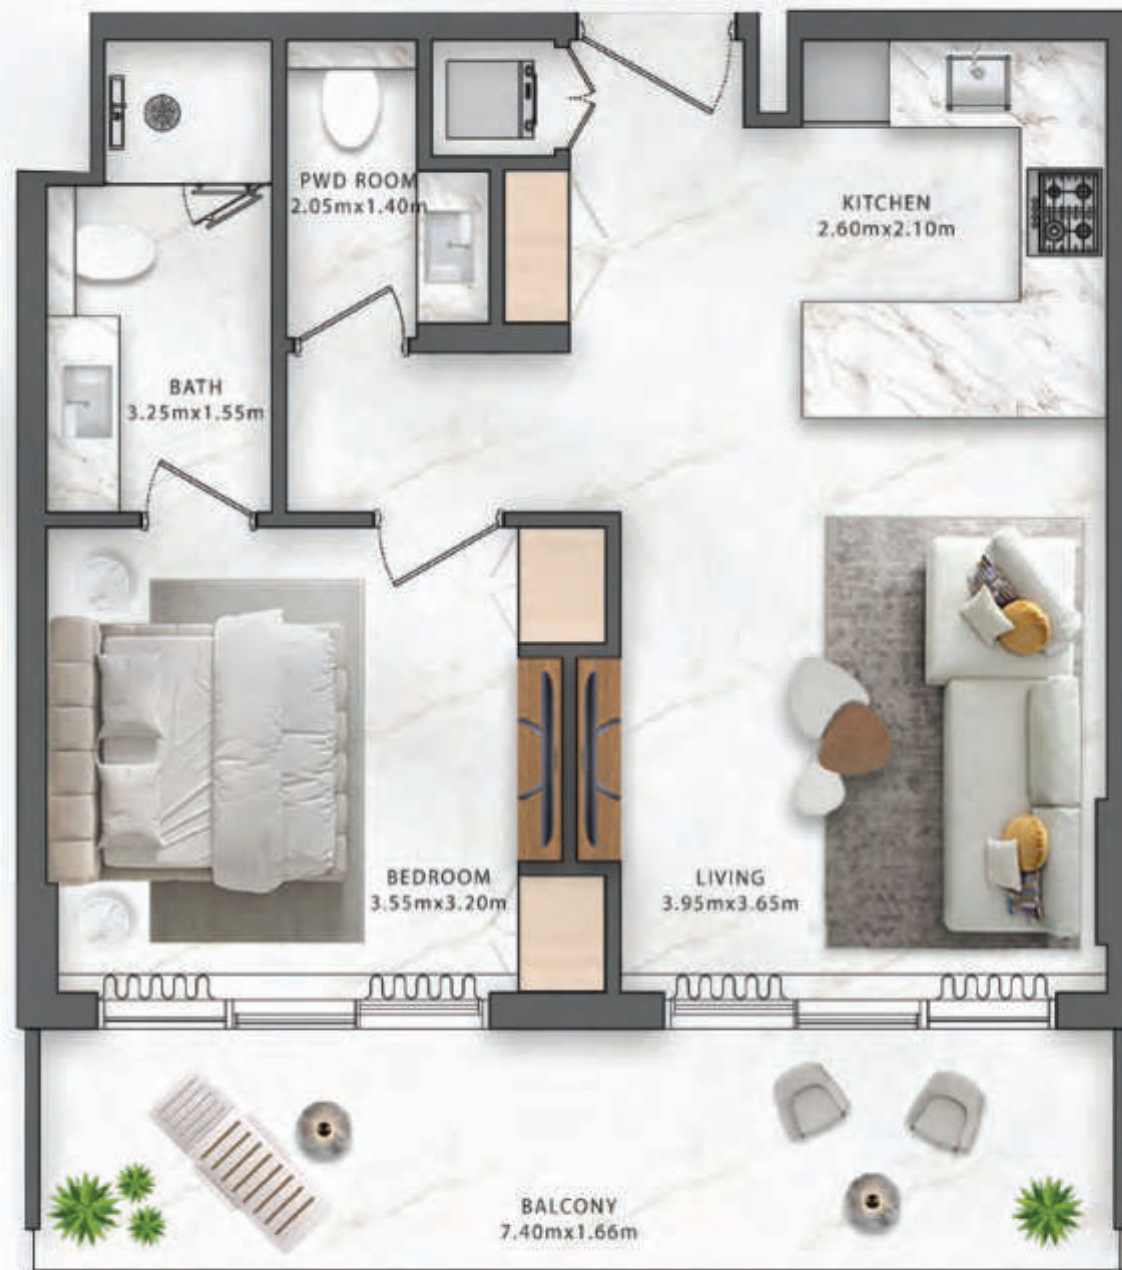 PWD ROOM
2.05mx1.40m
KITCHEN
2.60mx2.10m
BATH
3.25mx1.55m
BEDROOM
3.55mx3.20m
LIVING
3.95mx3.65m
BALCONY
7.40mx1.66m